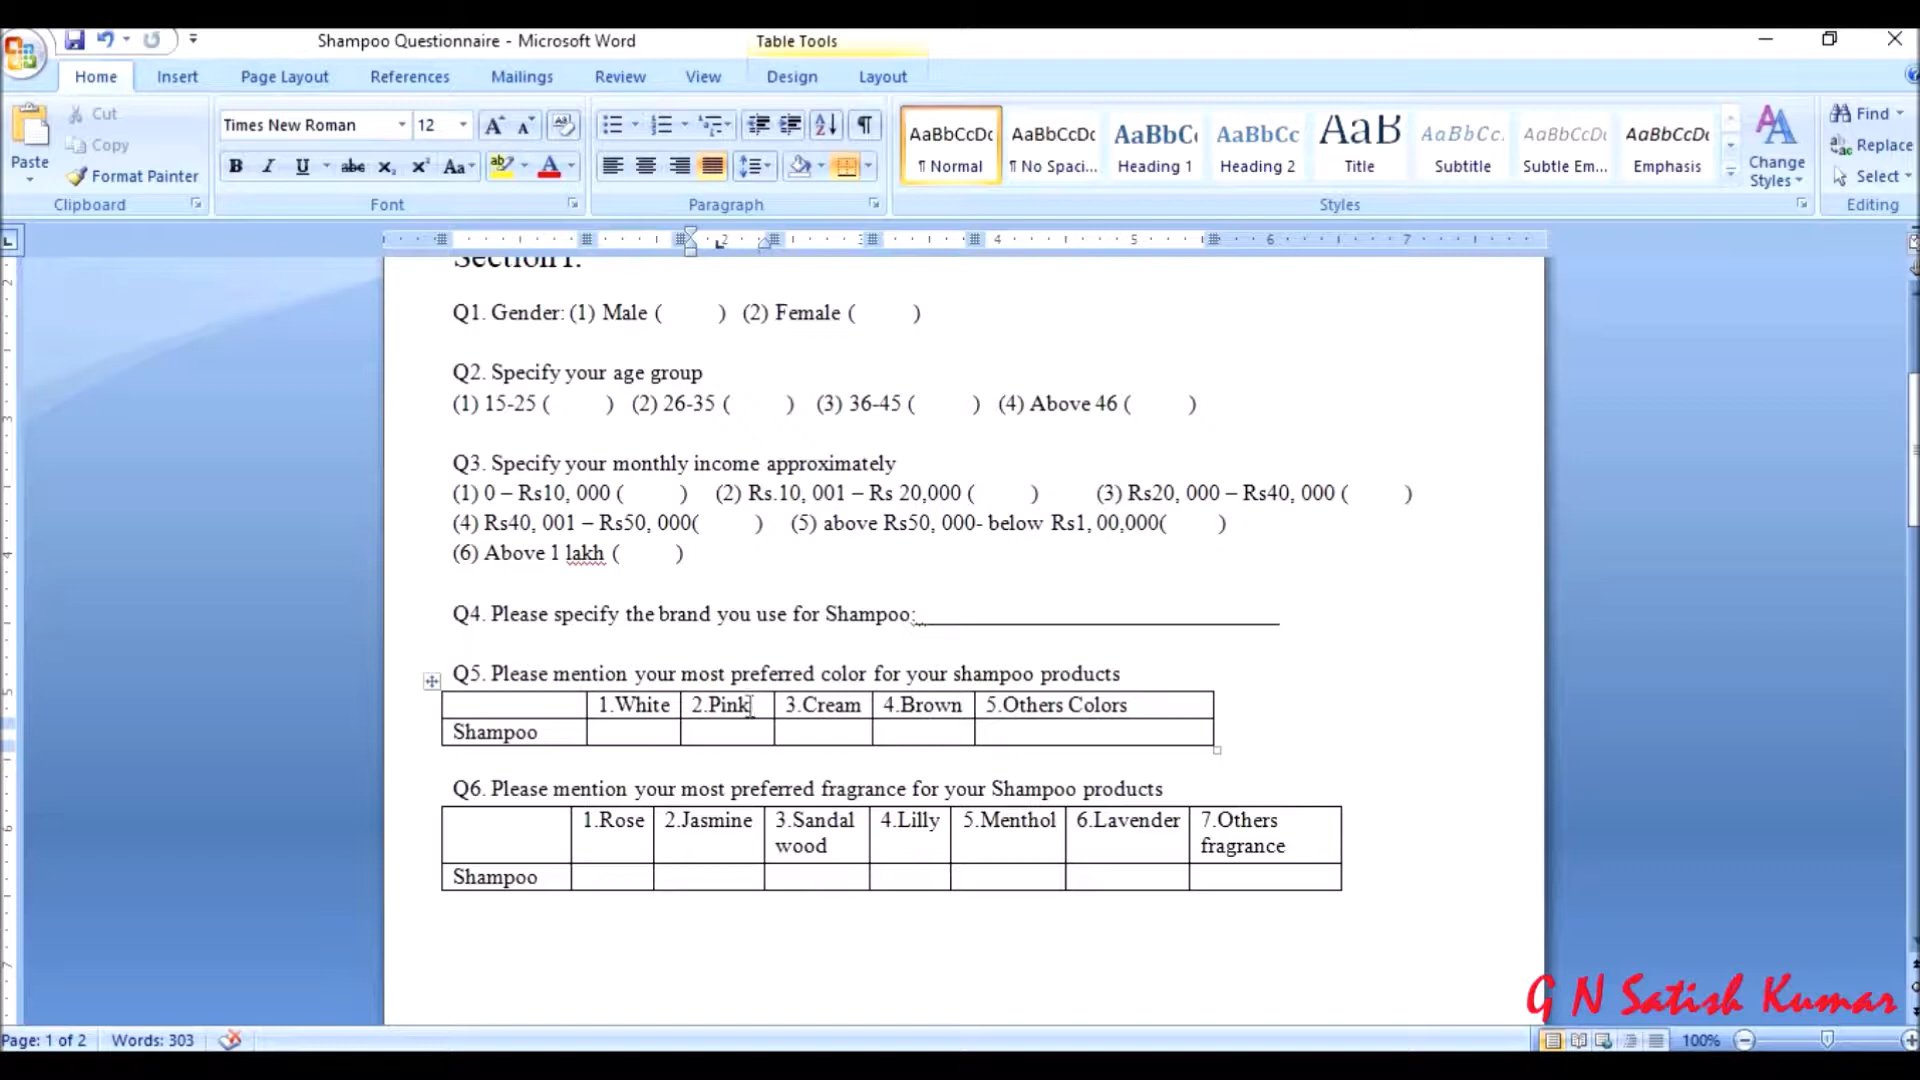 Shampoo Questionnaire - Microsoft Word
Table Tools
Home Insert Page Layout References Mailings Review View Design Layout
Paste
Cut
Copy
Format Painter
Clipboard
Times New Roman 12
Font
Paragraph
AaBbCcDc AaBbCcDc AaBbC AaBbCc AaB AaBbCc. AaBbCcDc AaBbCcDc
¶ Normal ¶ No Spaci... Heading 1 Heading 2 Title Subtitle Subtle Em... Emphasis
Change Styles
Styles
Find
Replace
Select
Editing
2 3 4 5 6 7
Section1:
Q1. Gender: (1) Male ( ) (2) Female ( )
Q2. Specify your age group
(1) 15-25 ( ) (2) 26-35 ( ) (3) 36-45 ( ) (4) Above 46 ( )
Q3. Specify your monthly income approximately
(1) 0 – Rs10, 000 ( ) (2) Rs.10, 001 – Rs 20,000 ( ) (3) Rs20, 000 – Rs40, 000 ( )
(4) Rs40, 001 – Rs50, 000( ) (5) above Rs50, 000- below Rs1, 00,000( )
(6) Above 1 lakh ( )
Q4. Please specify the brand you use for Shampoo:
Q5. Please mention your most preferred color for your shampoo products
1.White 2.Pink 3.Cream 4.Brown 5.Others Colors
Shampoo
Q6. Please mention your most preferred fragrance for your Shampoo products
1.Rose 2.Jasmine 3.Sandal wood 4.Lilly 5.Menthol 6.Lavender 7.Others fragrance
Shampoo
G N Satish Kumar
Page: 1 of 2 Words: 303 100%